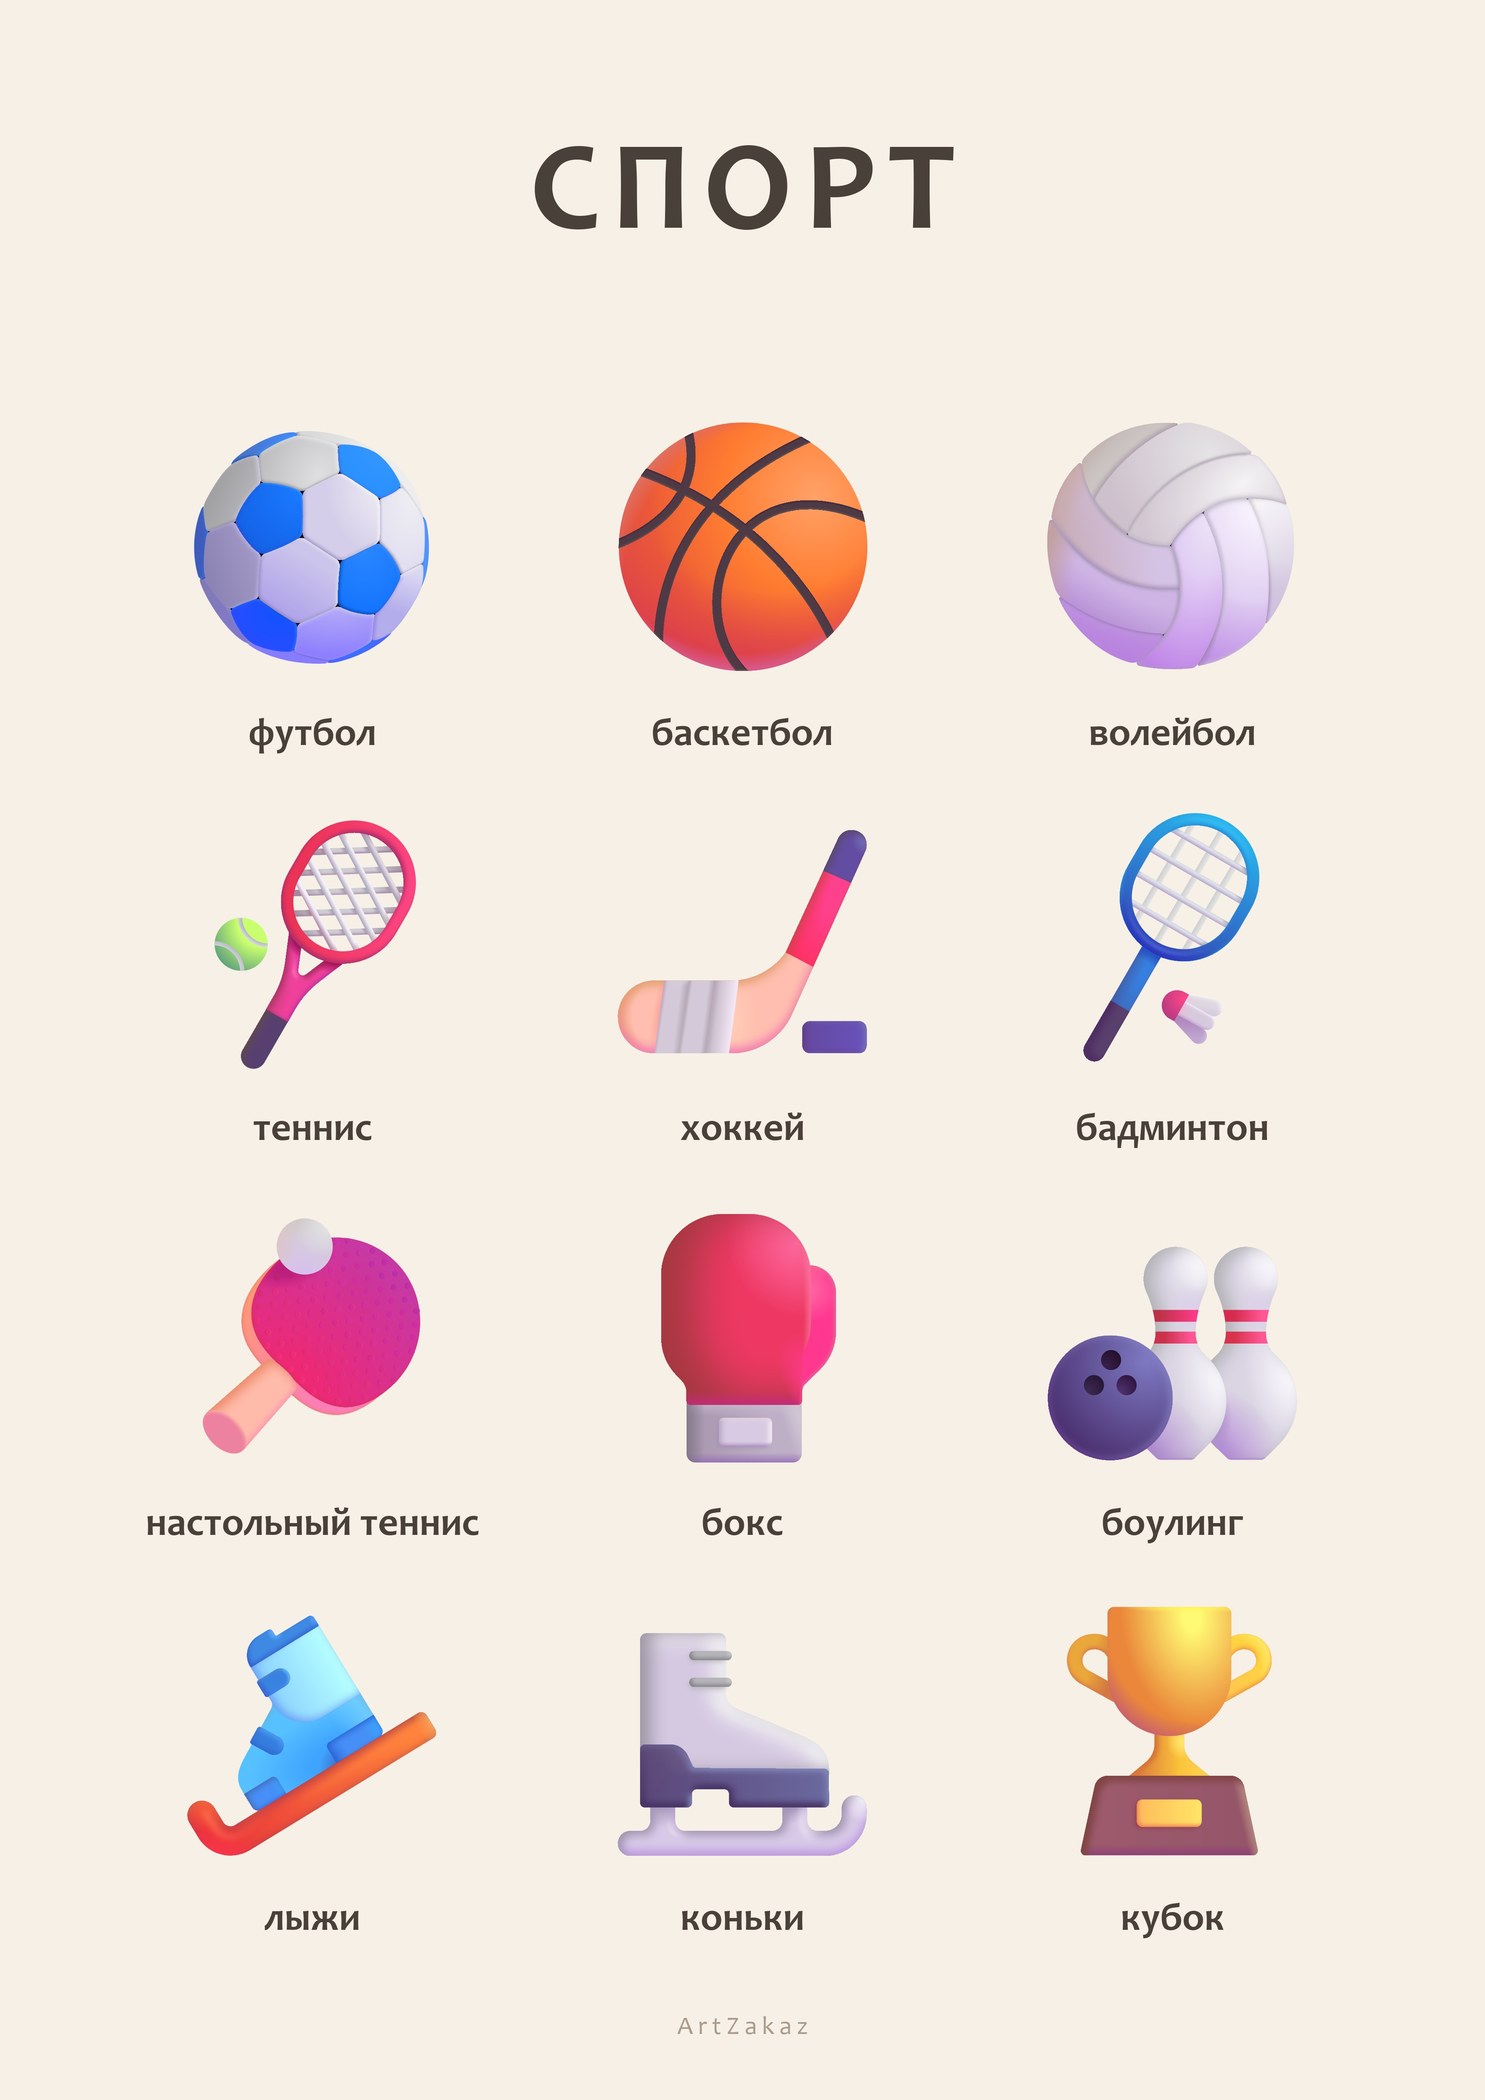 СПОРТ
футбол
баскетбол
волейбол
теннис
хоккей
бадминтон
настольный теннис
бокс
боулинг
лыжи
коньки
кубок
ArtZakaz